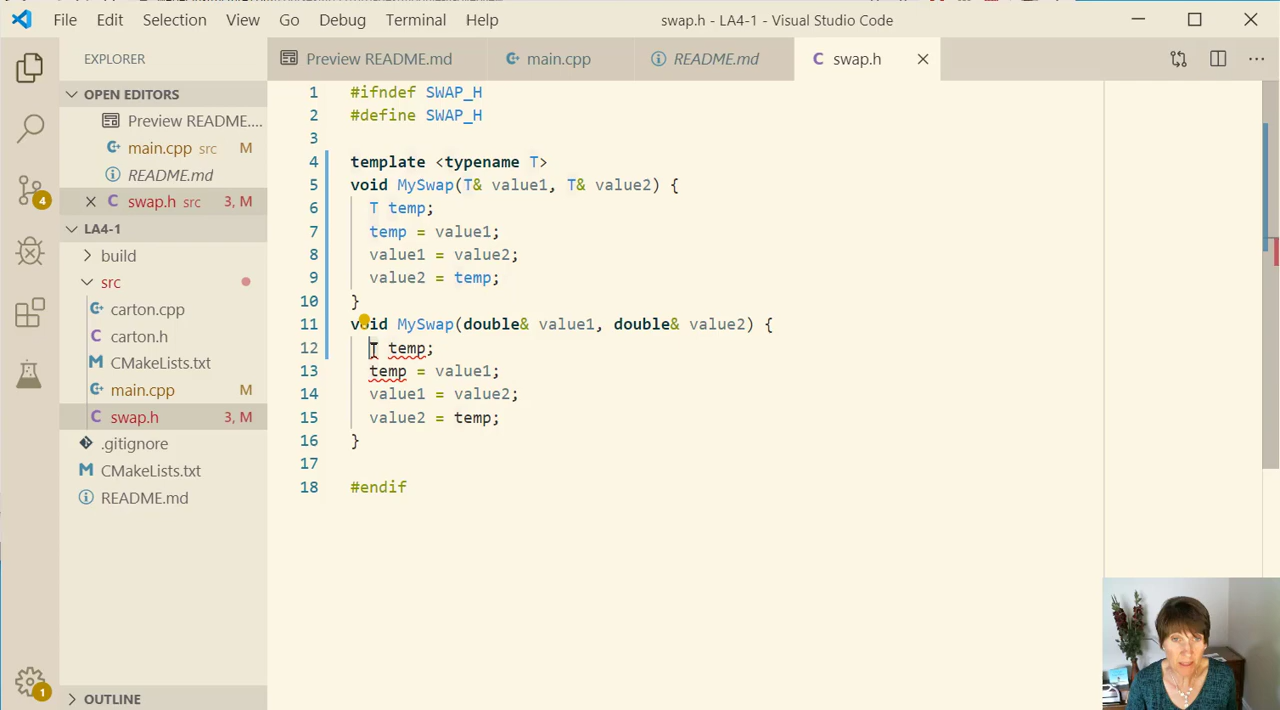 File Edit Selection View Go Debug Terminal Help swap.h - LA4-1 - Visual Studio Code
EXPLORER
Preview README.md main.cpp README.md C swap.h
OPEN EDITORS
Preview README....
main.cpp src M
README.md
C swap.h src 3, M
LA4-1
build
src
carton.cpp
C carton.h
M CMakeLists.txt
main.cpp M
C swap.h 3, M
.gitignore
M CMakeLists.txt
README.md
OUTLINE
4
1
1 #ifndef SWAP_H
2 #define SWAP_H
3
4 template <typename T>
5 void MySwap(T& value1, T& value2) {
6 T temp;
7 temp = value1;
8 value1 = value2;
9 value2 = temp;
10 }
11 void MySwap(double& value1, double& value2) {
12 temp;
13 temp = value1;
14 value1 = value2;
15 value2 = temp;
16 }
17
18 #endif